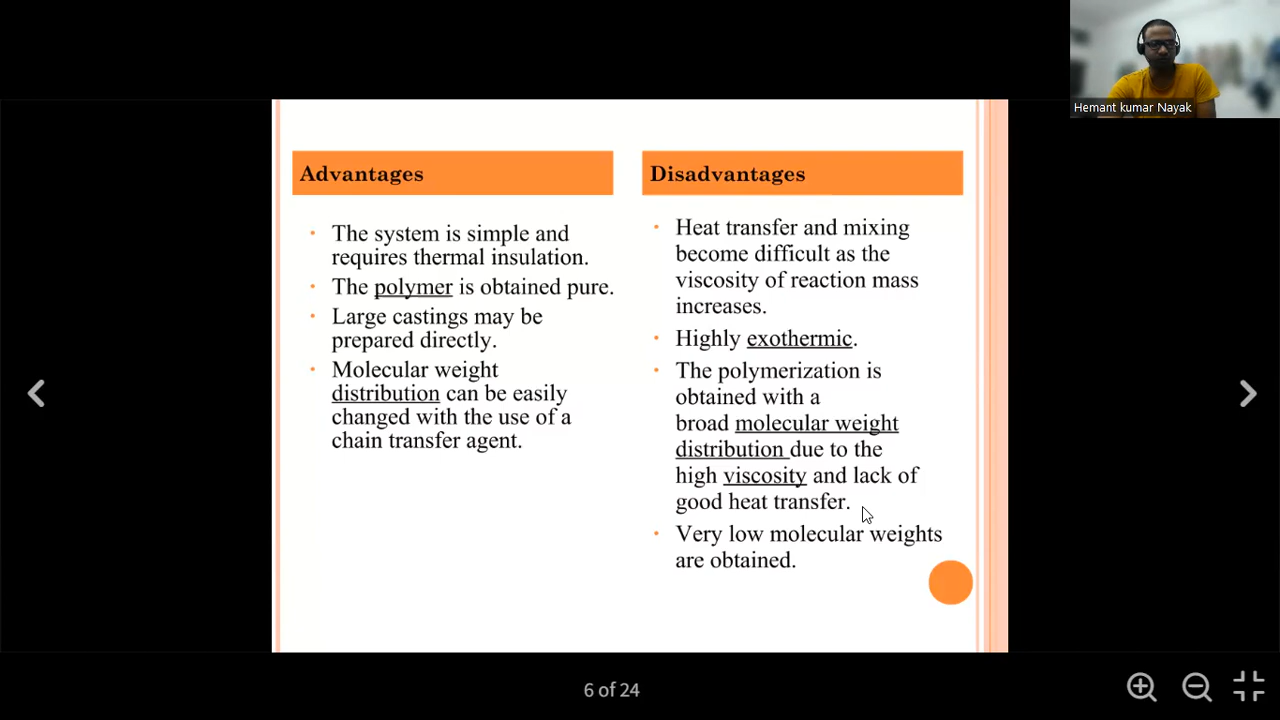 Hemant kumar Nayak
Advantages
The system is simple and
requires thermal insulation.
The polymer is obtained pure.
Large castings may be
prepared directly.
Molecular weight
distribution can be easily
changed with the use of a
chain transfer agent.
Disadvantages
Heat transfer and mixing
become difficult as the
viscosity of reaction mass
increases.
Highly exothermic.
The polymerization is
obtained with a
broad molecular weight
distribution due to the
high viscosity and lack of
good heat transfer.
Very low molecular weights
are obtained.
6 of 24